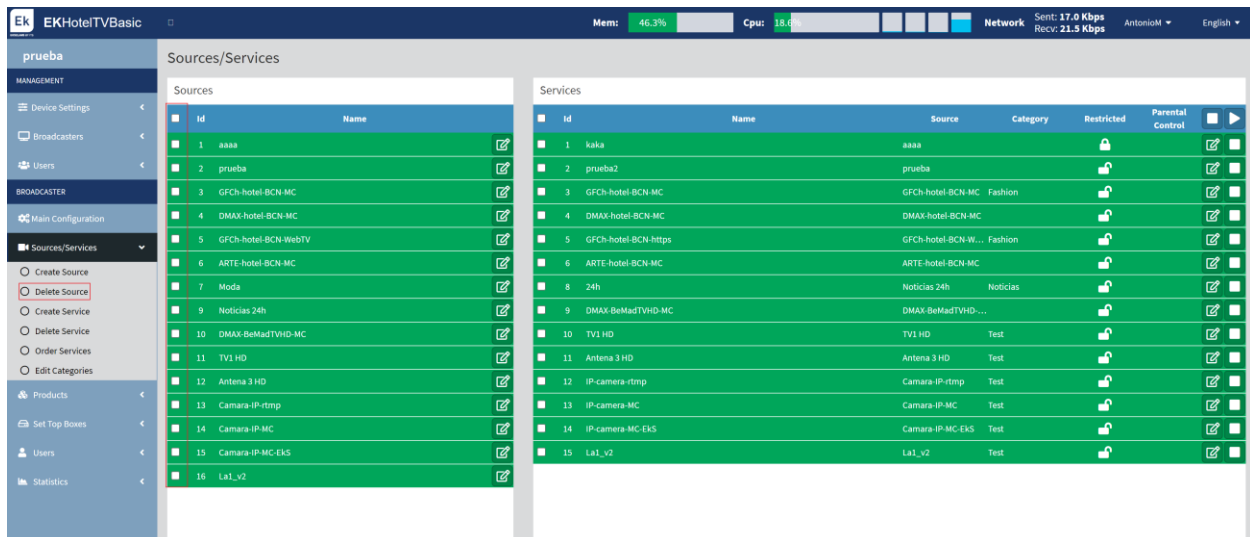 Ek EKHotelTVBasic Mem: 46.3% Cpu: 18.6% Network Sent: 17.0 Kbps Recv: 21.5 Kbps AntonioM English
prueba
MANAGEMENT
Device Settings
Broadcasters
Users
BROADCASTER
Main Configuration
Sources/Services
Create Source
Delete Source
Create Service
Delete Service
Order Services
Edit Categories
Products
Set Top Boxes
Users
Statistics
Sources/Services
Sources
Id Name
1 aaaa
2 prueba
3 GFCh-hotel-BCN-MC
4 DMAX-hotel-BCN-MC
5 GFCh-hotel-BCN-WebTV
6 ARTE-hotel-BCN-MC
7 Moda
9 Noticias 24h
10 DMAX-BeMadTVHD-MC
11 TV1 HD
12 Antena 3 HD
13 Camara-IP-rtmp
14 Camara-IP-MC
15 Camara-IP-MC-EkS
16 La1_v2
Services
Id Name Source Category Restricted Parental Control
1 kaka aaaa
2 prueba2 prueba
3 GFCh-hotel-BCN-MC GFCh-hotel-BCN-MC Fashion
4 DMAX-hotel-BCN-MC DMAX-hotel-BCN-MC
5 GFCh-hotel-BCN-https GFCh-hotel-BCN-W... Fashion
6 ARTE-hotel-BCN-MC ARTE-hotel-BCN-MC
8 24h Noticias 24h Noticias
9 DMAX-BeMadTVHD-MC DMAX-BeMadTVHD-...
10 TV1 HD TV1 HD Test
11 Antena 3 HD Antena 3 HD Test
12 IP-camera-rtmp Camara-IP-rtmp Test
13 IP-camera-MC Camara-IP-MC Test
14 IP-camera-MC-EkS Camara-IP-MC-EkS Test
15 La1_v2 La1_v2 Test